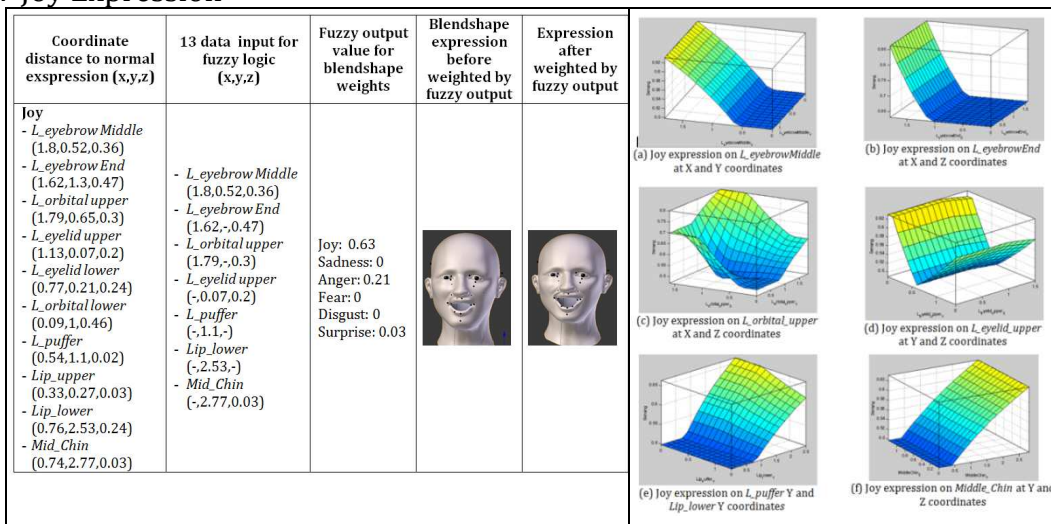 Joy Expression
Coordinate
distance to normal
exspression (x,y,z)
13 data input for
fuzzy logic
(x,y,z)
Fuzzy output
value for
blendshape
weights
Blendshape
expression
before
weighted by
fuzzy output
Expression
after
weighted by
fuzzy output
Joy
- L_eyebrow Middle
(1.8,0.52,0.36)
- L_eyebrow End
(1.62,1.3,0.47)
- L_orbital upper
(1.79,0.65,0.3)
- L_eyelid upper
(1.13,0.07,0.2)
- L_eyelid lower
(0.77,0.21,0.24)
- L_orbital lower
(0.09,1,0.46)
- L_puffer
(0.54,1.1,0.02)
- Lip_upper
(0.33,0.27,0.03)
- Lip_lower
(0.76,2.53,0.24)
- Mid_Chin
(0.74,2.77,0.03)
- L_eyebrow Middle
(1.8,0.52,0.36)
- L_eyebrow End
(1.62,-,0.47)
- L_orbital upper
(1.79,-,0.3)
- L_eyelid upper
(-,0.07,0.2)
- L_puffer
(-,1.1,-)
- Lip_lower
(-,2.53,-)
- Mid_Chin
(-,2.77,0.03)
Joy: 0.63
Sadness: 0
Anger: 0.21
Fear: 0
Disgust: 0
Surprise: 0.03
(a) Joy expression on L_eyebrowMiddle
at X and Y coordinates
(b) Joy expression on L_eyebrowEnd
at X and Z coordinates
(c) Joy expression on L_orbital_upper
at X and Z coordinates
(d) Joy expression on L_eyelid_upper
at Y and Z coordinates
(e) Joy expression on L_puffer Y and
Lip_lower Y coordinates
(f) Joy expression on Middle_Chin at Y and
Z coordinates